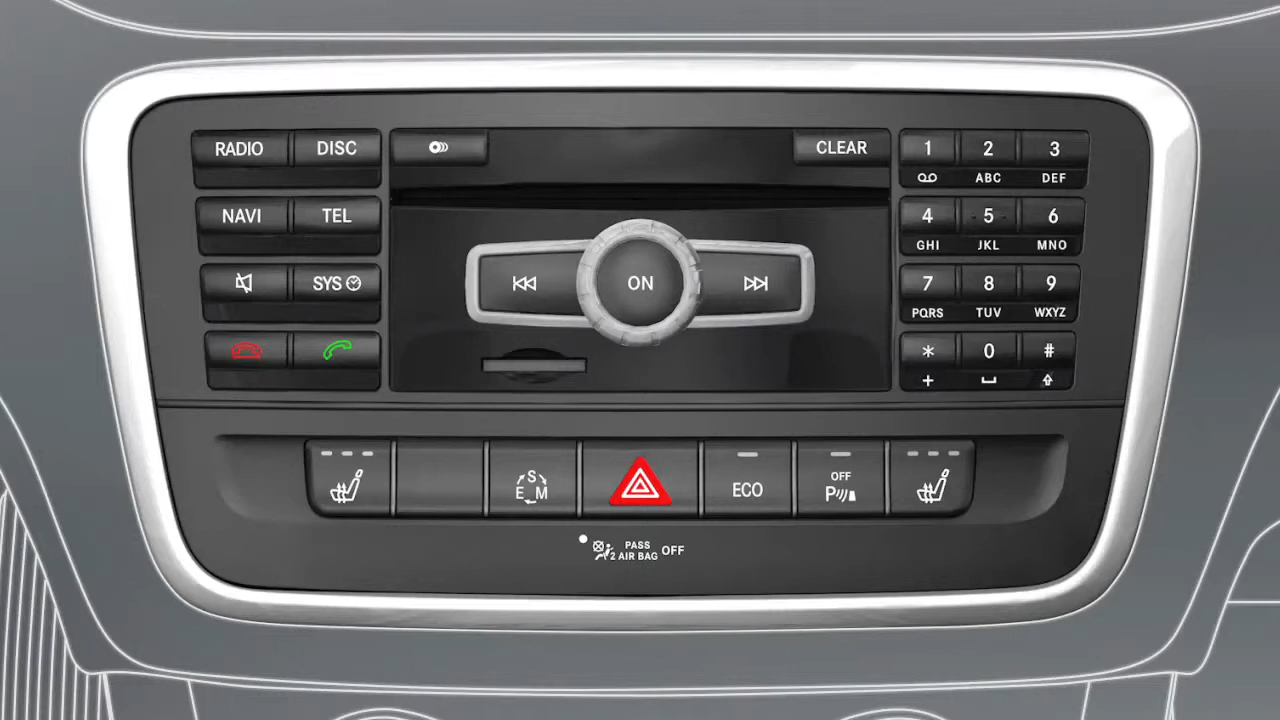 RADIO DISC
NAVI TEL
SYS
CLEAR
ON
1 2 3
ABC DEF
4 5 6
GHI JKL MNO
7 8 9
PQRS TUV WXYZ
* 0 #
+
S
E M
ECO
OFF
P
PASS
2 AIR BAG OFF